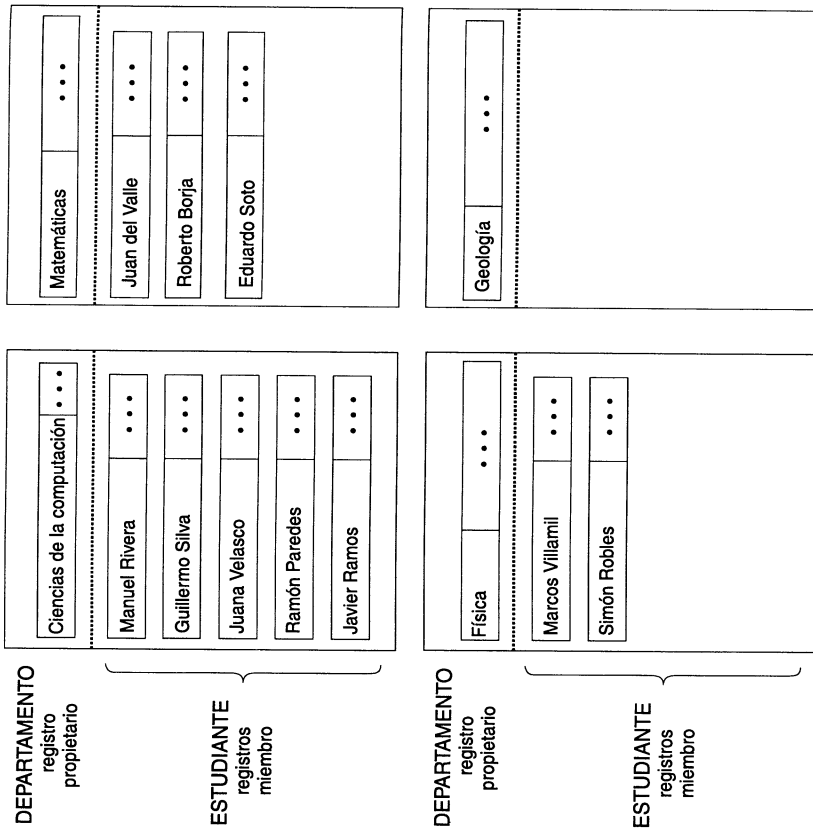 DEPARTAMENTO
registro
propietario
Ciencias de la computación • • •
Matemáticas • • •
ESTUDIANTE
registros
miembro
Manuel Rivera • • •
Guillermo Silva • • •
Juana Velasco • • •
Ramón Paredes • • •
Javier Ramos • • •
Juan del Valle • • •
Roberto Borja • • •
Eduardo Soto • • •
DEPARTAMENTO
registro
propietario
Física • • •
Geología • • •
ESTUDIANTE
registros
miembro
Marcos Villamil • • •
Simón Robles • • •